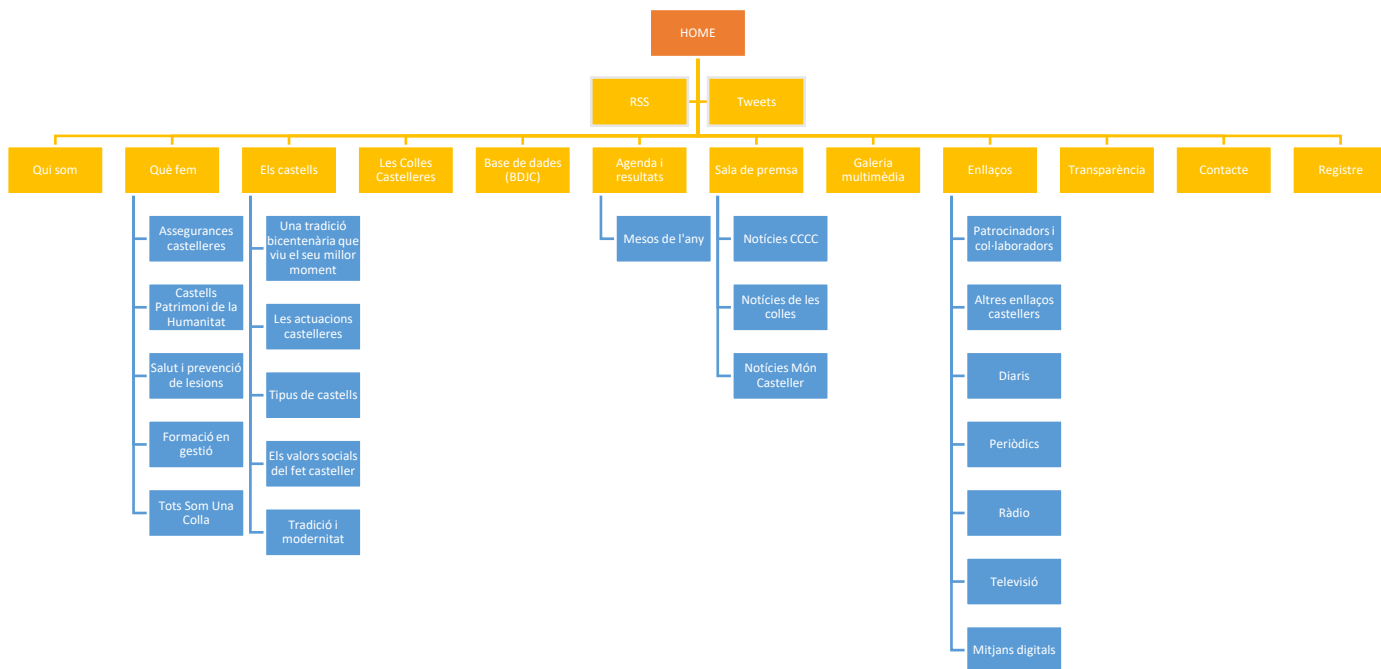 HOME
RSS
Tweets
Qui som
Què fem
Els castells
Les Colles
Castelleres
Base de dades
(BDJC)
Agenda i
resultats
Sala de premsa
Galeria
multimèdia
Enllaços
Transparència
Contacte
Registre
Assegurances
castelleres
Castells
Patrimoni de la
Humanitat
Salut i prevenció
de lesions
Formació en
gestió
Tots Som Una
Colla
Una tradició
bicentenària que
viu el seu millor
moment
Les actuacions
castelleres
Tipus de castells
Els valors socials
del fet casteller
Tradició i
modernitat
Mesos de l'any
Notícies CCCC
Notícies de les
colles
Notícies Món
Casteller
Patrocinadors i
col·laboradors
Altres enllaços
castellers
Diaris
Periòdics
Ràdio
Televisió
Mitjans digitals